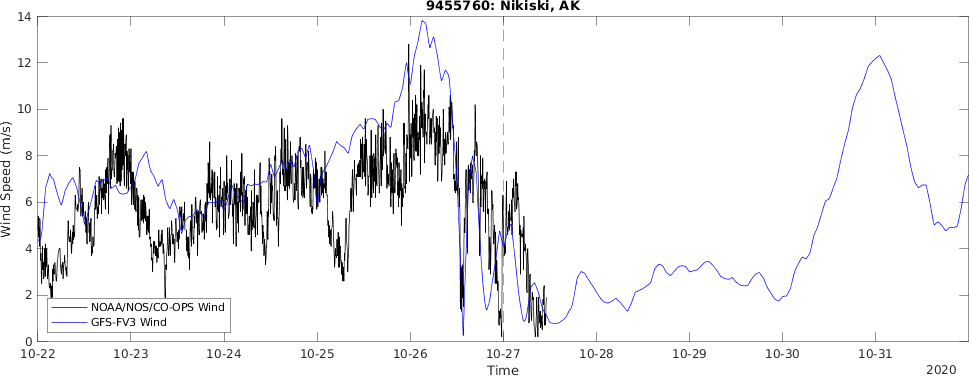 9455760: Nikiski, AK
14
12
10
8
6
4
2
0
Wind Speed (m/s)
NOAA/NOS/CO-OPS Wind
GFS-FV3 Wind
10-22 10-23 10-24 10-25 10-26 10-27 10-28 10-29 10-30 10-31
Time
2020